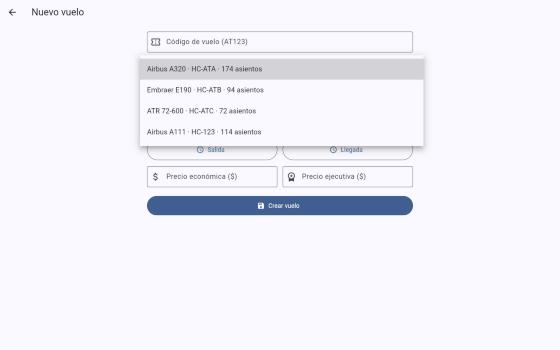 Nuevo vuelo
Código de vuelo (AT123)
Airbus A320 · HC-ATA · 174 asientos
Embraer E190 · HC-ATB · 94 asientos
ATR 72-600 · HC-ATC · 72 asientos
Airbus A111 · HC-123 · 114 asientos
Salida Llegada
Precio económica ($) Precio ejecutiva ($)
Crear vuelo